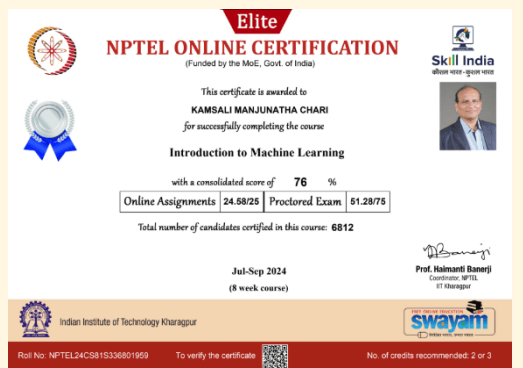 Elite
NPTEL ONLINE CERTIFICATION
(Funded by the MoE, Govt. of India)
Skill India
कौशल भारत - कुशल भारत
This certificate is awarded to
KAMSALI MANJUNATHA CHARI
for successfully completing the course
Introduction to Machine Learning
with a consolidated score of 76 %
Online Assignments 24.58/25 Proctored Exam 51.28/75
Total number of candidates certified in this course: 6812
Jul-Sep 2024
(8 week course)
Prof. Haimanti Banerji
Coordinator, NPTEL
IIT Kharagpur
Indian Institute of Technology Kharagpur
FREE ONLINE EDUCATION
swayam
Roll No: NPTEL24CS81S336801959 To verify the certificate No. of credits recommended: 2 or 3